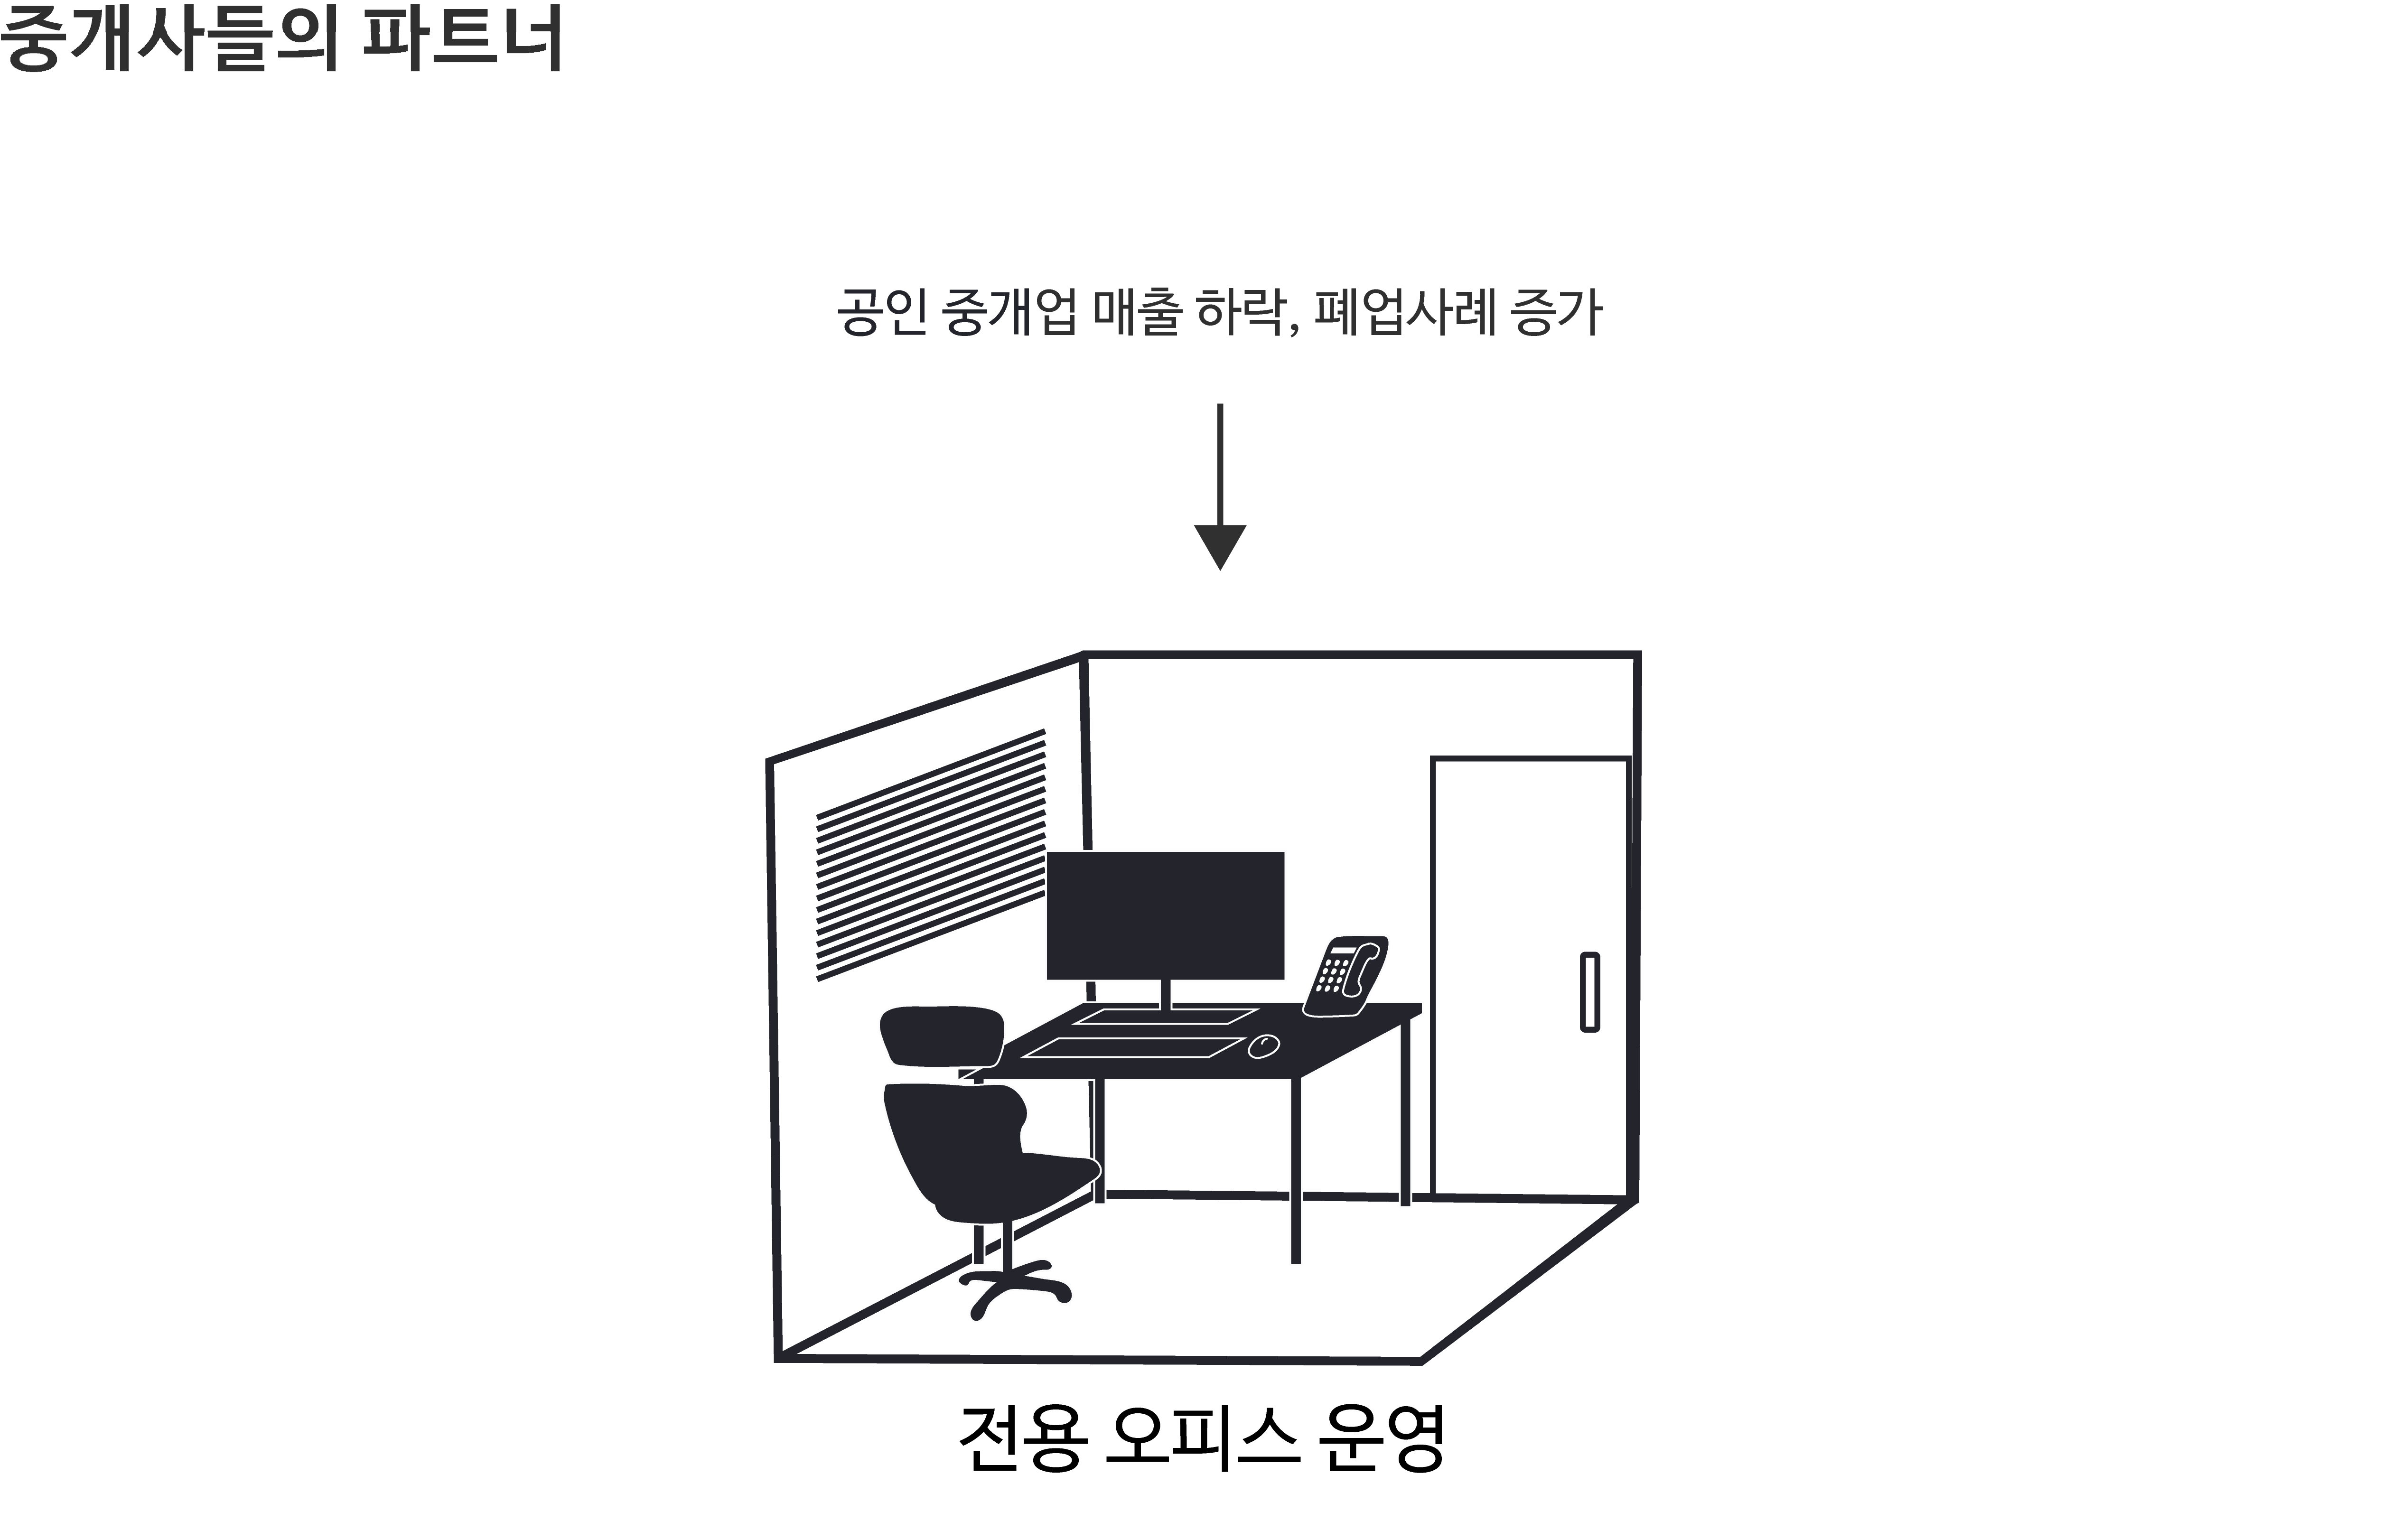 중개사들의 파트너
공인 중개업 매출 하락, 폐업사례 증가
전용 오피스 운영